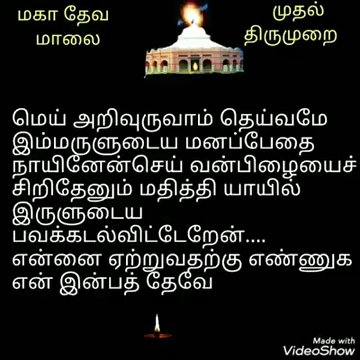 மகா தேவ
மாலை
முதல்
திருமுறை
மெய் அறிவுருவாம் தெய்வமே
இம்மருளுடைய மனப்பேதை
நாயினேன்செய் வன்பிழையைச்
சிறிதேனும் மதித்தி யாயில்
இருளுடைய
பவக்கடல்விட்டேறேன்....
என்னை ஏற்றுவதற்கு எண்ணுக
என் இன்பத் தேவே
Made with
VideoShow